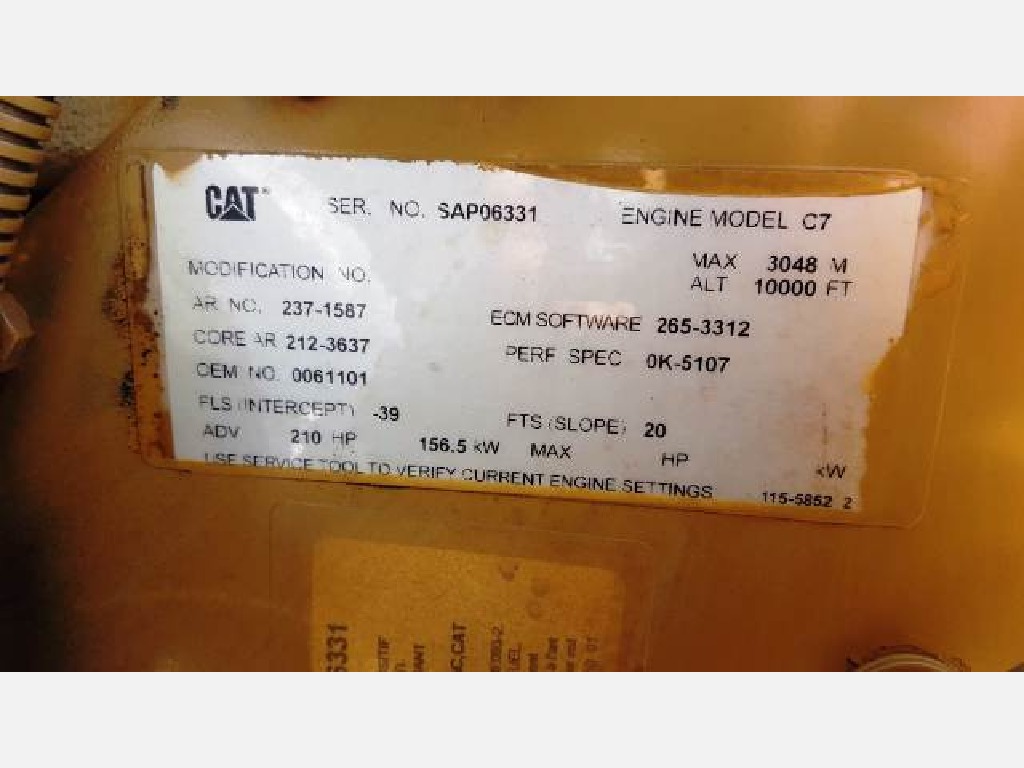 CAT SER. NO. SAP06331 ENGINE MODEL C7
MODIFICATION NO. MAX 3048 M
ALT 10000 FT
AR NO. 237-1587 ECM SOFTWARE 265-3312
CORE AR 212-3637 PERF SPEC 0K-5107
OEM NO. 0061101
FLS (INTERCEPT) -39 FTS (SLOPE) 20
ADV 210 HP 156.5 kW MAX HP kW
USE SERVICE TOOL TO VERIFY CURRENT ENGINE SETTINGS 115-5852 2
6331
C,CAT